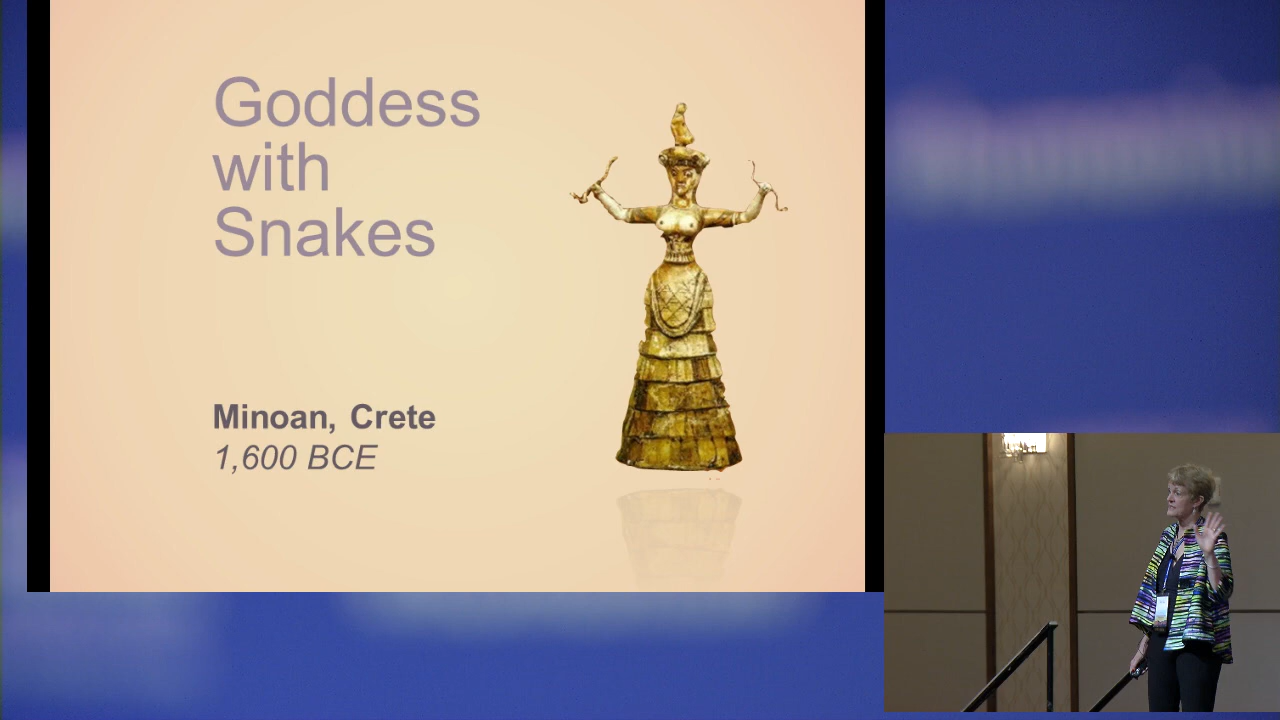 Goddess
with
Snakes
Minoan, Crete
1,600 BCE